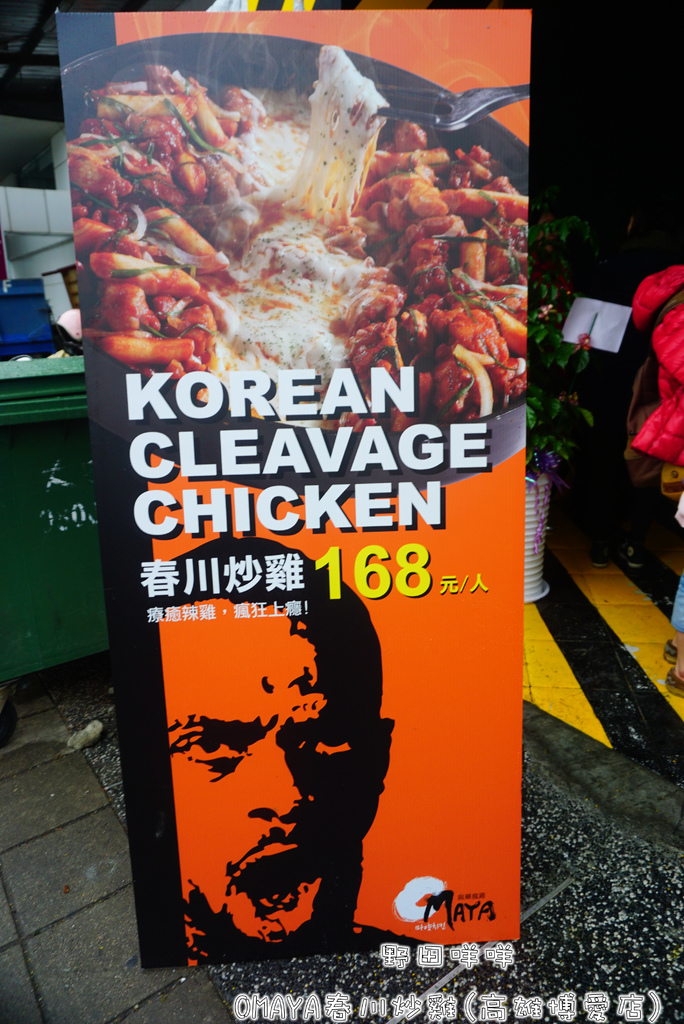 KOREAN
CLEAVAGE
CHICKEN
春川炒雞 168 元/人
療癒辣雞，瘋狂上癮!
OMAYA
野囝咩咩
OMAYA春川炒雞(高雄博愛店)